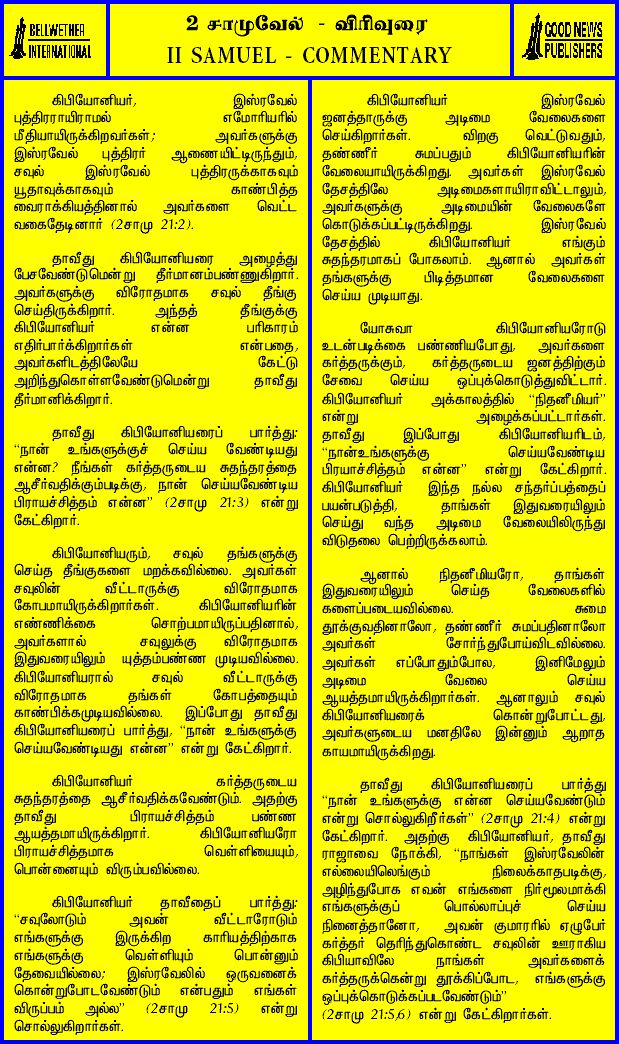 BELLWETHER
INTERNATIONAL
2 சாமுவேல் - விரிவுரை
II SAMUEL - COMMENTARY
GOOD NEWS
PUBLISHERS
கிபியோனியர், இஸ்ரவேல்
புத்திரராயிராமல் எமோரியரில்
மீதியாயிருக்கிறவர்கள்; அவர்களுக்கு
இஸ்ரவேல் புத்திரர் ஆணையிட்டிருந்தும்,
சவுல் இஸ்ரவேல் புத்திரருக்காகவும்
யூதாவுக்காகவும் காண்பித்த
வைராக்கியத்தினால் அவர்களை வெட்ட
வகைதேடினார் (2சாமு 21:2).
தாவீது கிபியோனியரை அழைத்து
பேசவேண்டுமென்று தீர்மானம்பண்ணுகிறார்.
அவர்களுக்கு விரோதமாக சவுல் தீங்கு
செய்திருக்கிறார். அந்தத் தீங்குக்கு
கிபியோனியர் என்ன பரிகாரம்
எதிர்பார்க்கிறார்கள் என்பதை,
அவர்களிடத்திலேயே கேட்டு
அறிந்துகொள்ளவேண்டுமென்று தாவீது
தீர்மானிக்கிறார்.
தாவீது கிபியோனியரைப் பார்த்து:
“நான் உங்களுக்குச் செய்ய வேண்டியது
என்ன? நீங்கள் கர்த்தருடைய சுதந்தரத்தை
ஆசீர்வதிக்கும்படிக்கு, நான் செய்யவேண்டிய
பிராயச்சித்தம் என்ன” (2சாமு 21:3) என்று
கேட்கிறார்.
கிபியோனியரும், சவுல் தங்களுக்கு
செய்த தீங்குகளை மறக்கவில்லை. அவர்கள்
சவுலின் வீட்டாருக்கு விரோதமாக
கோபமாயிருக்கிறார்கள். கிபியோனியரின்
எண்ணிக்கை சொற்பமாயிருப்பதினால்,
அவர்களால் சவுலுக்கு விரோதமாக
இதுவரையிலும் யுத்தம்பண்ண முடியவில்லை.
கிபியோனியரால் சவுல் வீட்டாருக்கு
விரோதமாக தங்கள் கோபத்தையும்
காண்பிக்கமுடியவில்லை. இப்போது தாவீது
கிபியோனியரைப் பார்த்து, “நான் உங்களுக்கு
செய்யவேண்டியது என்ன” என்று கேட்கிறார்.
கிபியோனியர் கர்த்தருடைய
சுதந்தரத்தை ஆசீர்வதிக்கவேண்டும். அதற்கு
தாவீது பிராயச்சித்தம் பண்ண
ஆயத்தமாயிருக்கிறார். கிபியோனியரோ
பிராயச்சித்தமாக வெள்ளியையும்,
பொன்னையும் விரும்பவில்லை.
கிபியோனியர் தாவீதைப் பார்த்து:
“சவுலோடும் அவன் வீட்டாரோடும்
எங்களுக்கு இருக்கிற காரியத்திற்காக
எங்களுக்கு வெள்ளியும் பொன்னும்
தேவையில்லை; இஸ்ரவேலில் ஒருவனைக்
கொன்றுபோடவேண்டும் என்பதும் எங்கள்
விருப்பம் அல்ல” (2சாமு 21:5) என்று
சொல்லுகிறார்கள்.
கிபியோனியர் இஸ்ரவேல்
ஜனத்தாருக்கு அடிமை வேலைகளை
செய்கிறார்கள். விறகு வெட்டுவதும்,
தண்ணீர் சுமப்பதும் கிபியோனியரின்
வேலையாயிருக்கிறது. அவர்கள் இஸ்ரவேல்
தேசத்திலே அடிமைகளாயிராவிட்டாலும்,
அவர்களுக்கு அடிமையின் வேலைகளே
கொடுக்கப்பட்டிருக்கிறது. இஸ்ரவேல்
தேசத்தில் கிபியோனியர் எங்கும்
சுதந்தரமாகப் போகலாம். ஆனால் அவர்கள்
தங்களுக்கு பிடித்தமான வேலைகளை
செய்ய முடியாது.
யோசுவா கிபியோனியரோடு
உடன்படிக்கை பண்ணியபோது, அவர்களை
கர்த்தருக்கும், கர்த்தருடைய ஜனத்திற்கும்
சேவை செய்ய ஒப்புக்கொடுத்துவிட்டார்.
கிபியோனியர் அக்காலத்தில் “நிதனீமியர்”
என்று அழைக்கப்பட்டார்கள்.
தாவீது இப்போது கிபியோனியரிடம்,
“நான்உங்களுக்கு செய்யவேண்டிய
பிரயாச்சித்தம் என்ன” என்று கேட்கிறார்.
கிபியோனியர் இந்த நல்ல சந்தர்ப்பத்தைப்
பயன்படுத்தி, தாங்கள் இதுவரையிலும்
செய்து வந்த அடிமை வேலையிலிருந்து
விடுதலை பெற்றிருக்கலாம்.
ஆனால் நிதனீமியரோ, தாங்கள்
இதுவரையிலும் செய்த வேலைகளில்
களைப்படையவில்லை. சுமை
தூக்குவதினாலோ, தண்ணீர் சுமப்பதினாலோ
அவர்கள் சோர்ந்துபோய்விடவில்லை.
அவர்கள் எப்போதும்போல, இனிமேலும்
அடிமை வேலை செய்ய
ஆயத்தமாயிருக்கிறார்கள். ஆனாலும் சவுல்
கிபியோனியரைக் கொன்றுபோட்டது,
அவர்களுடைய மனதிலே இன்னும் ஆறாத
காயமாயிருக்கிறது.
தாவீது கிபியோனியரைப் பார்த்து
“நான் உங்களுக்கு என்ன செய்யவேண்டும்
என்று சொல்லுகிறீர்கள்” (2சாமு 21:4) என்று
கேட்கிறார். அதற்கு கிபியோனியர், தாவீது
ராஜாவை நோக்கி, “நாங்கள் இஸ்ரவேலின்
எல்லையிலெங்கும் நிலைக்காதபடிக்கு,
அழிந்துபோக எவன் எங்களை நிர்மூலமாக்கி
எங்களுக்குப் பொல்லாப்புச் செய்ய
நினைத்தானோ, அவன் குமாரரில் ஏழுபேர்
கர்த்தர் தெரிந்துகொண்ட சவுலின் ஊராகிய
கிபியாவிலே நாங்கள் அவர்களைக்
கர்த்தருக்கென்று தூக்கிப்போட, எங்களுக்கு
ஒப்புக்கொடுக்கப்படவேண்டும்”
(2சாமு 21:5,6) என்று கேட்கிறார்கள்.